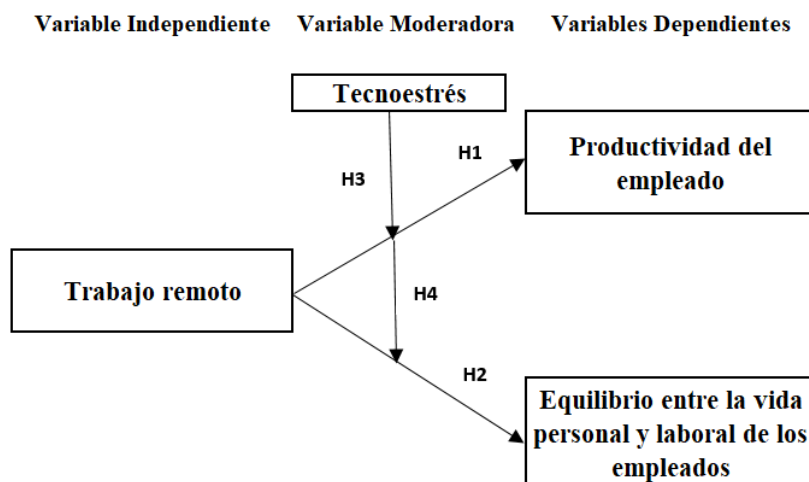 Variable Independiente
Variable Moderadora
Variables Dependientes
Tecnoestrés
H1
Productividad del
empleado
H3
Trabajo remoto
H4
H2
Equilibrio entre la vida
personal y laboral de los
empleados